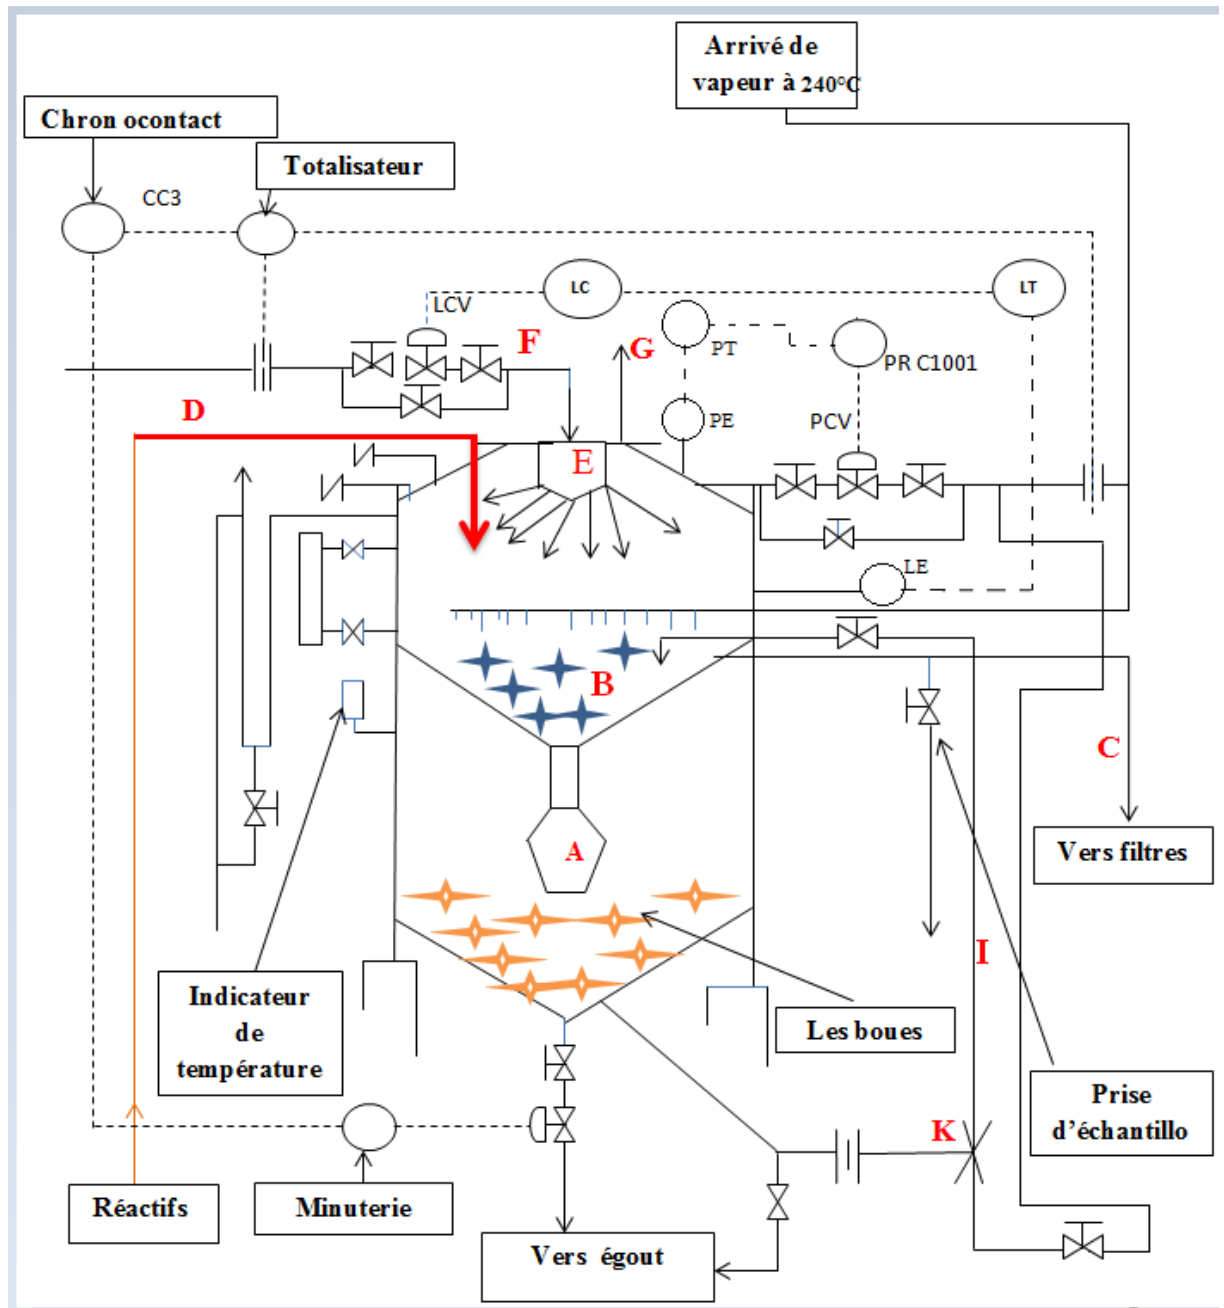 Arrivé de
vapeur à 240°C
Chron ocontact
Totalisateur
CC3
LC
LT
LCV
F
G
PT
PR C1001
D
PE
PCV
E
LE
B
C
A
Vers filtres
I
Indicateur
de
température
Les boues
Prise
d’échantillo
K
Réactifs
Minuterie
Vers égout